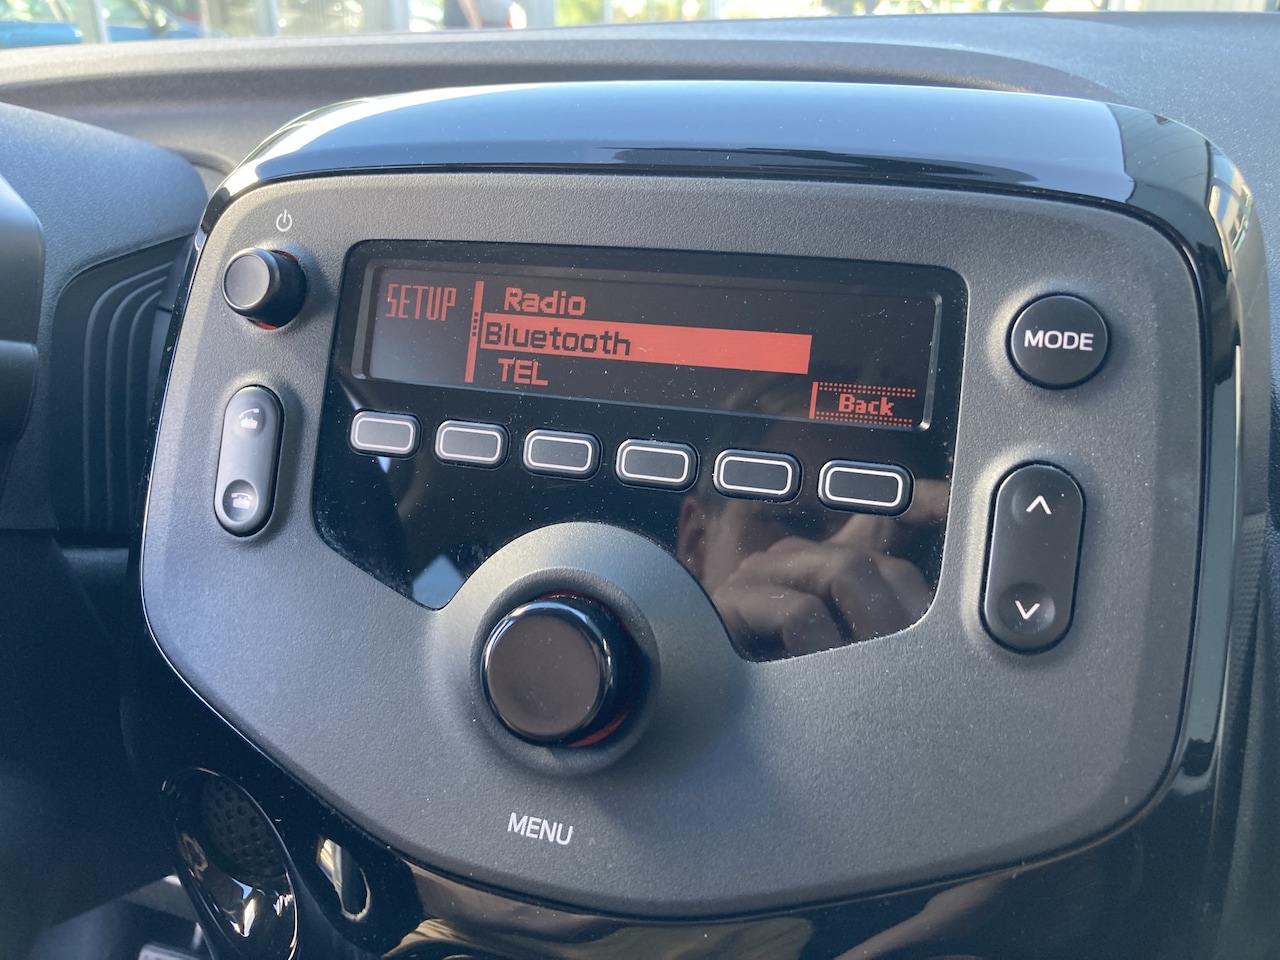 SETUP
Radio
Bluetooth
TEL
Back
MODE
MENU